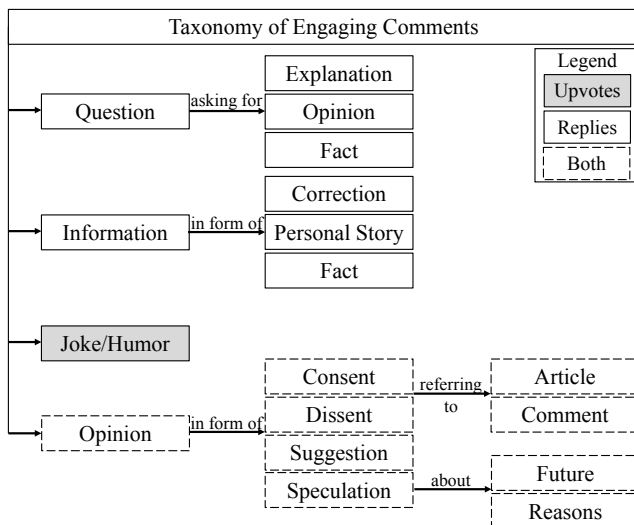 Taxonomy of Engaging Comments
Legend
Upvotes
Replies
Both
Question
asking for
Explanation
Opinion
Fact
Information
in form of
Correction
Personal Story
Fact
Joke/Humor
Opinion
in form of
Consent
Dissent
Suggestion
Speculation
referring
to
Article
Comment
about
Future
Reasons